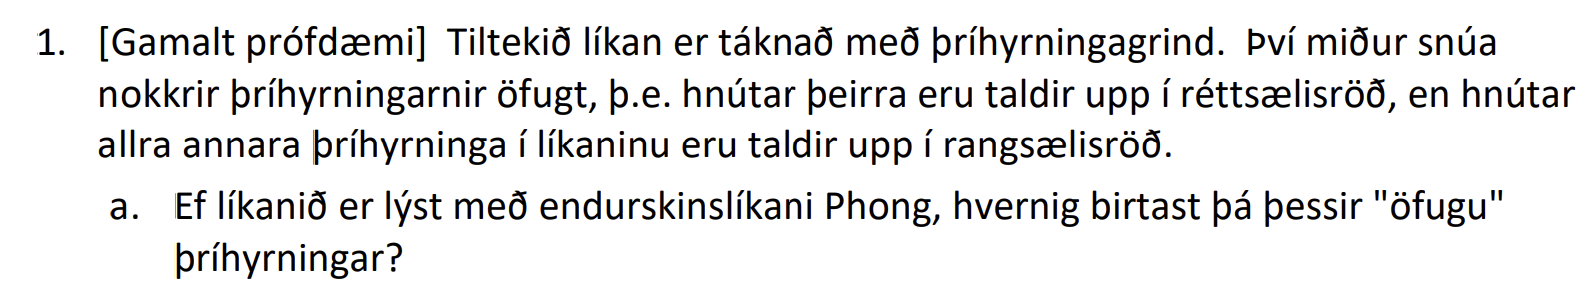 1. [Gamalt prófdæmi] Tiltekið líkan er táknað með þríhyrningagrind. Því miður snúa
nokkrir þríhyrningarnir öfugt, þ.e. hnútar þeirra eru taldir upp í réttsælisröð, en hnútar
allra annara þríhyrninga í líkaninu eru taldir upp í rangsælisröð.
a. Ef líkanið er lýst með endurskinslíkani Phong, hvernig birtast þá þessir "öfugu"
þríhyrningar?